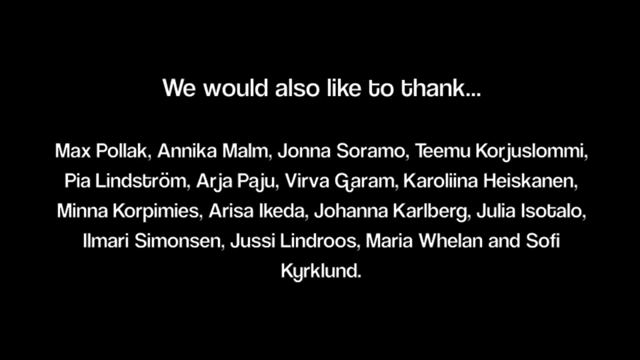 We would also like to thank...
Max Pollak, Annika Malm, Jonna Soramo, Teemu Korjuslommi,
Pia Lindström, Arja Paju, Virva Garam, Karoliina Heiskanen,
Minna Korpimies, Arisa Ikeda, Johanna Karlberg, Julia Isotalo,
Ilmari Simonsen, Jussi Lindroos, Maria Whelan and Sofi
Kyrklund.